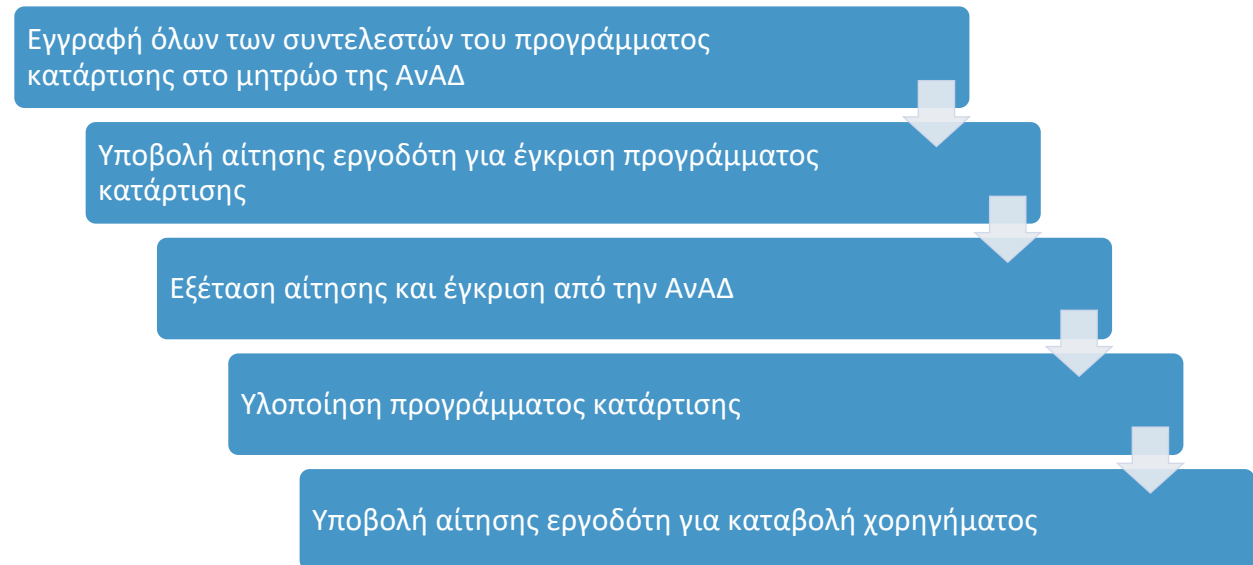 Εγγραφή όλων των συντελεστών του προγράμματος
κατάρτισης στο μητρώο της ΑνΑΔ
Υποβολή αίτησης εργοδότη για έγκριση προγράμματος
κατάρτισης
Εξέταση αίτησης και έγκριση από την ΑνΑΔ
Υλοποίηση προγράμματος κατάρτισης
Υποβολή αίτησης εργοδότη για καταβολή χορηγήματος